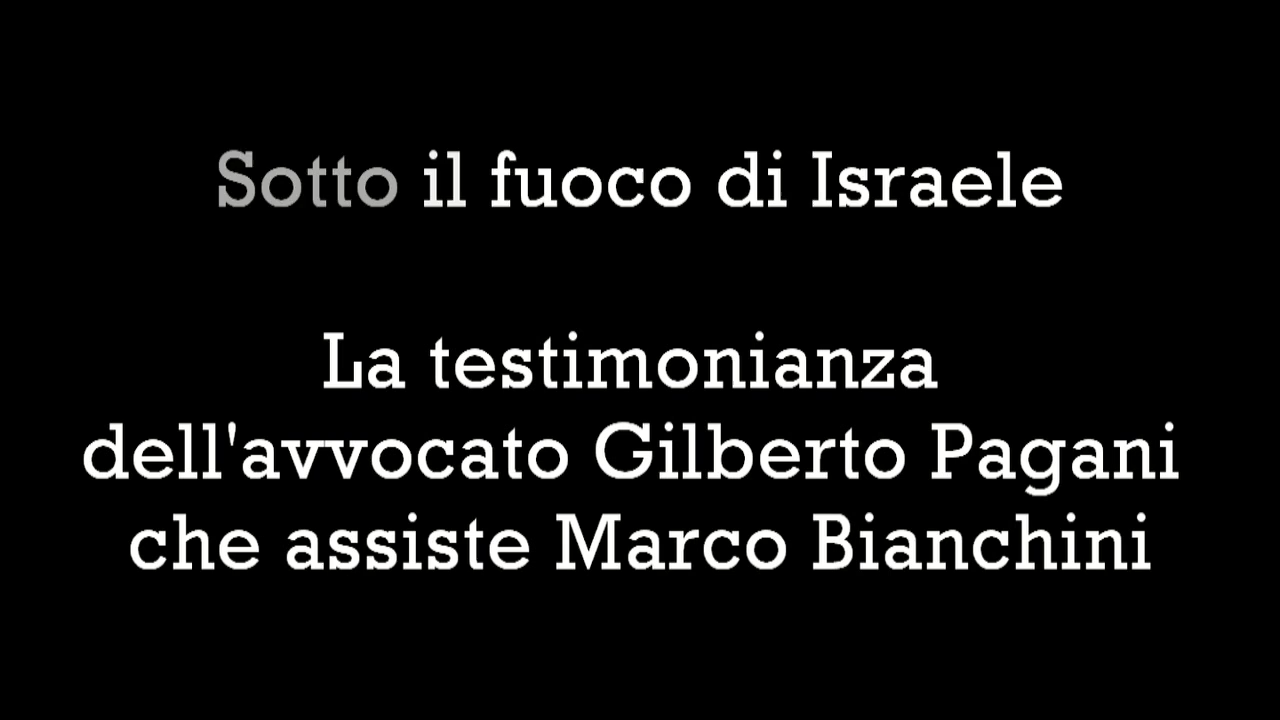 Sotto il fuoco di Israele
La testimonianza
dell'avvocato Gilberto Pagani
che assiste Marco Bianchini